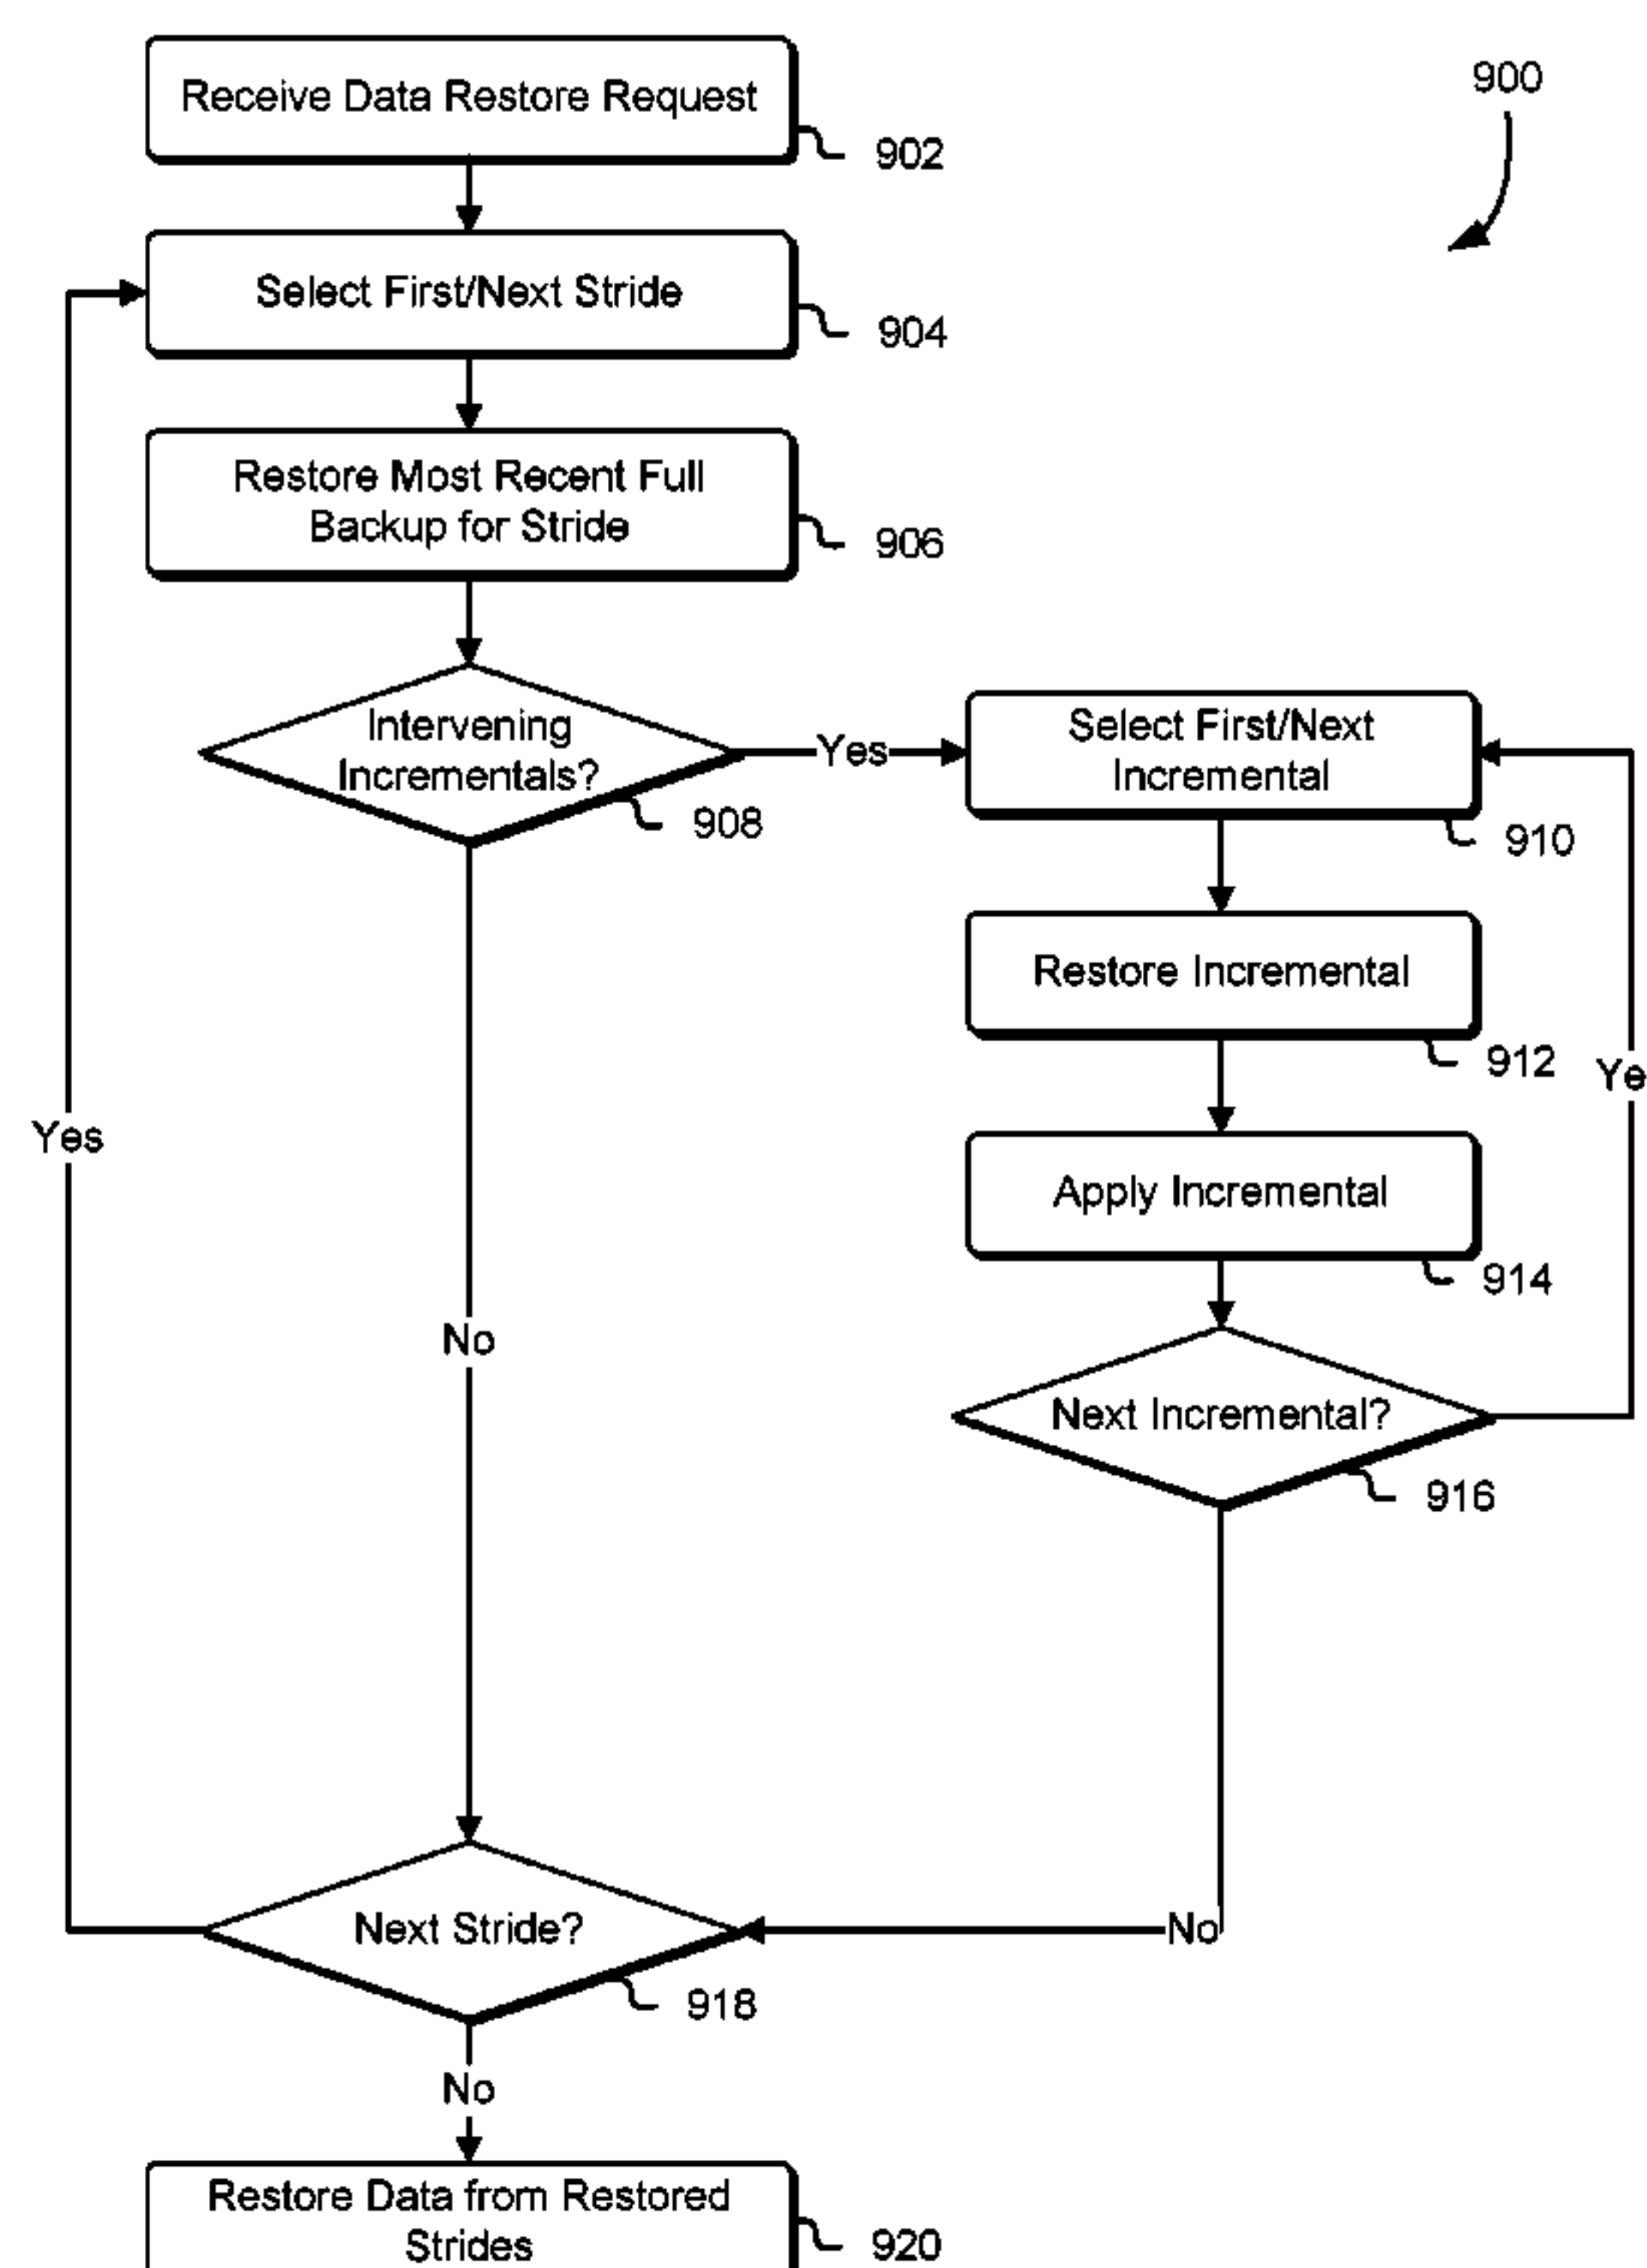 Receive Data Restore Request
902
900
Select First/Next Stride
904
Restore Most Recent Full
Backup for Stride
906
Intervening
Incrementals?
908
Yes
Select First/Next
Incremental
910
Restore Incremental
912
Ye
Apply Incremental
914
Yes
No
Next Incremental?
916
No
Next Stride?
918
No
Restore Data from Restored
Strides
920